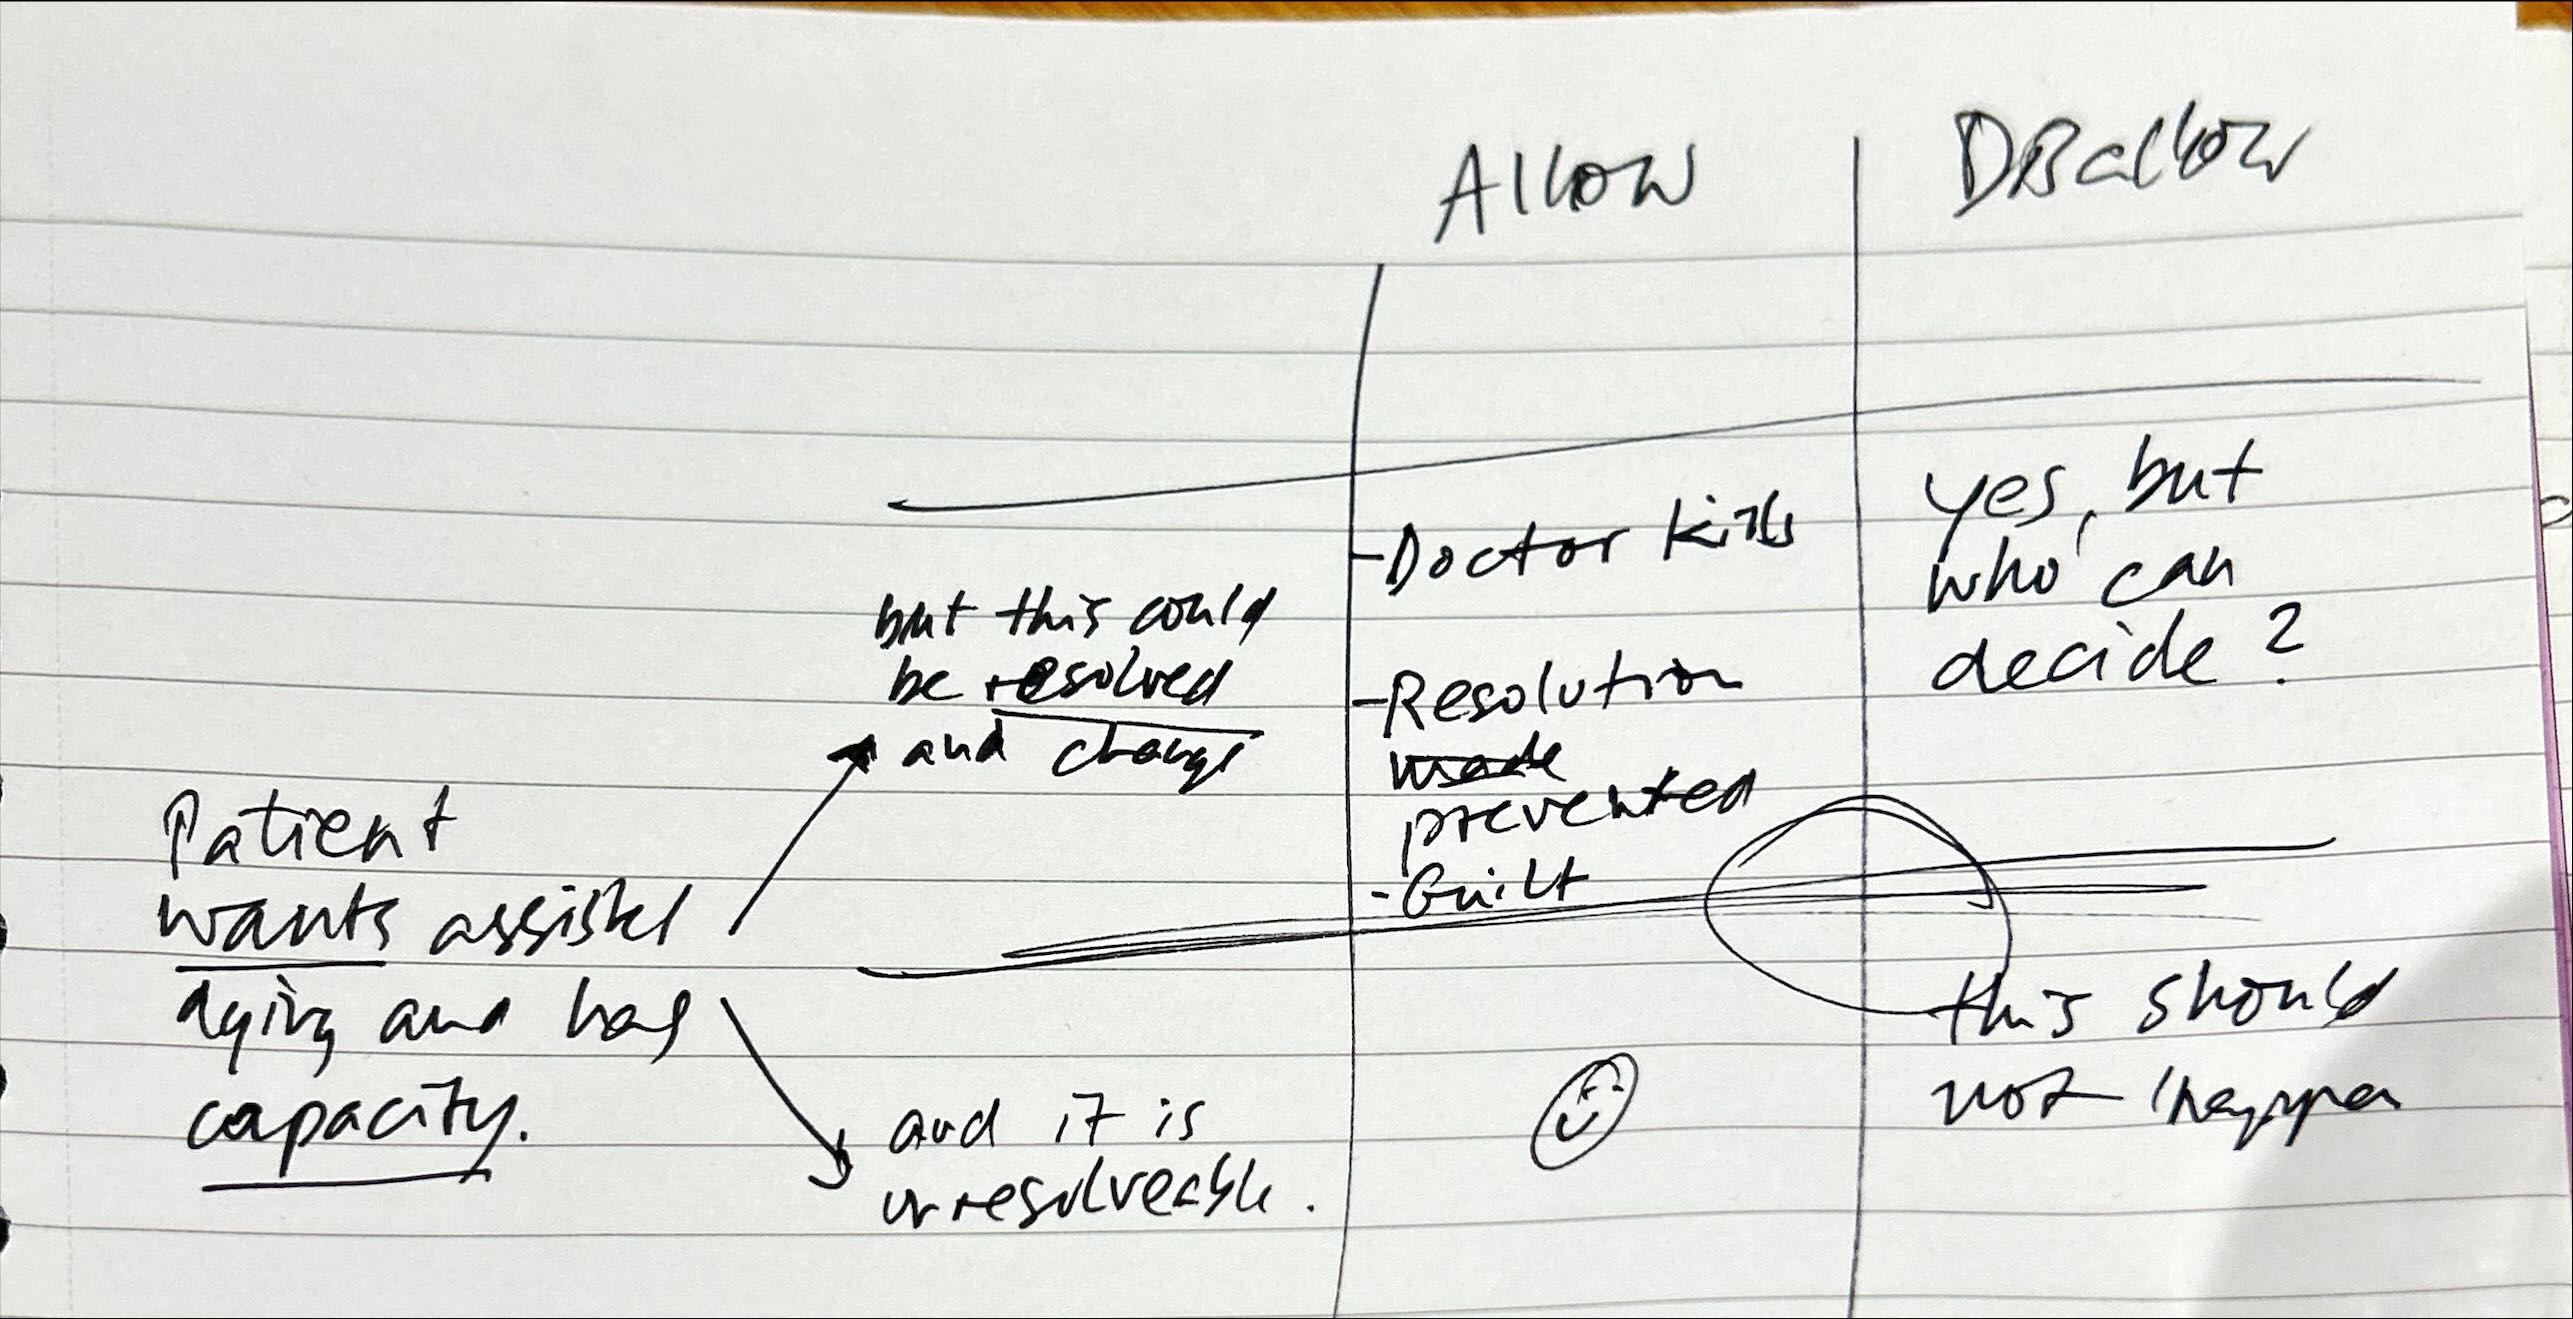 Allow
Disallow
Patient
wants assisted
dying and has
capacity.
but this could
be resolved
and change
- Doctor kills
- Resolution
made
prevented
- Guilt
yes, but
who can
decide?
and it is
unresolveable.
this should
not happen